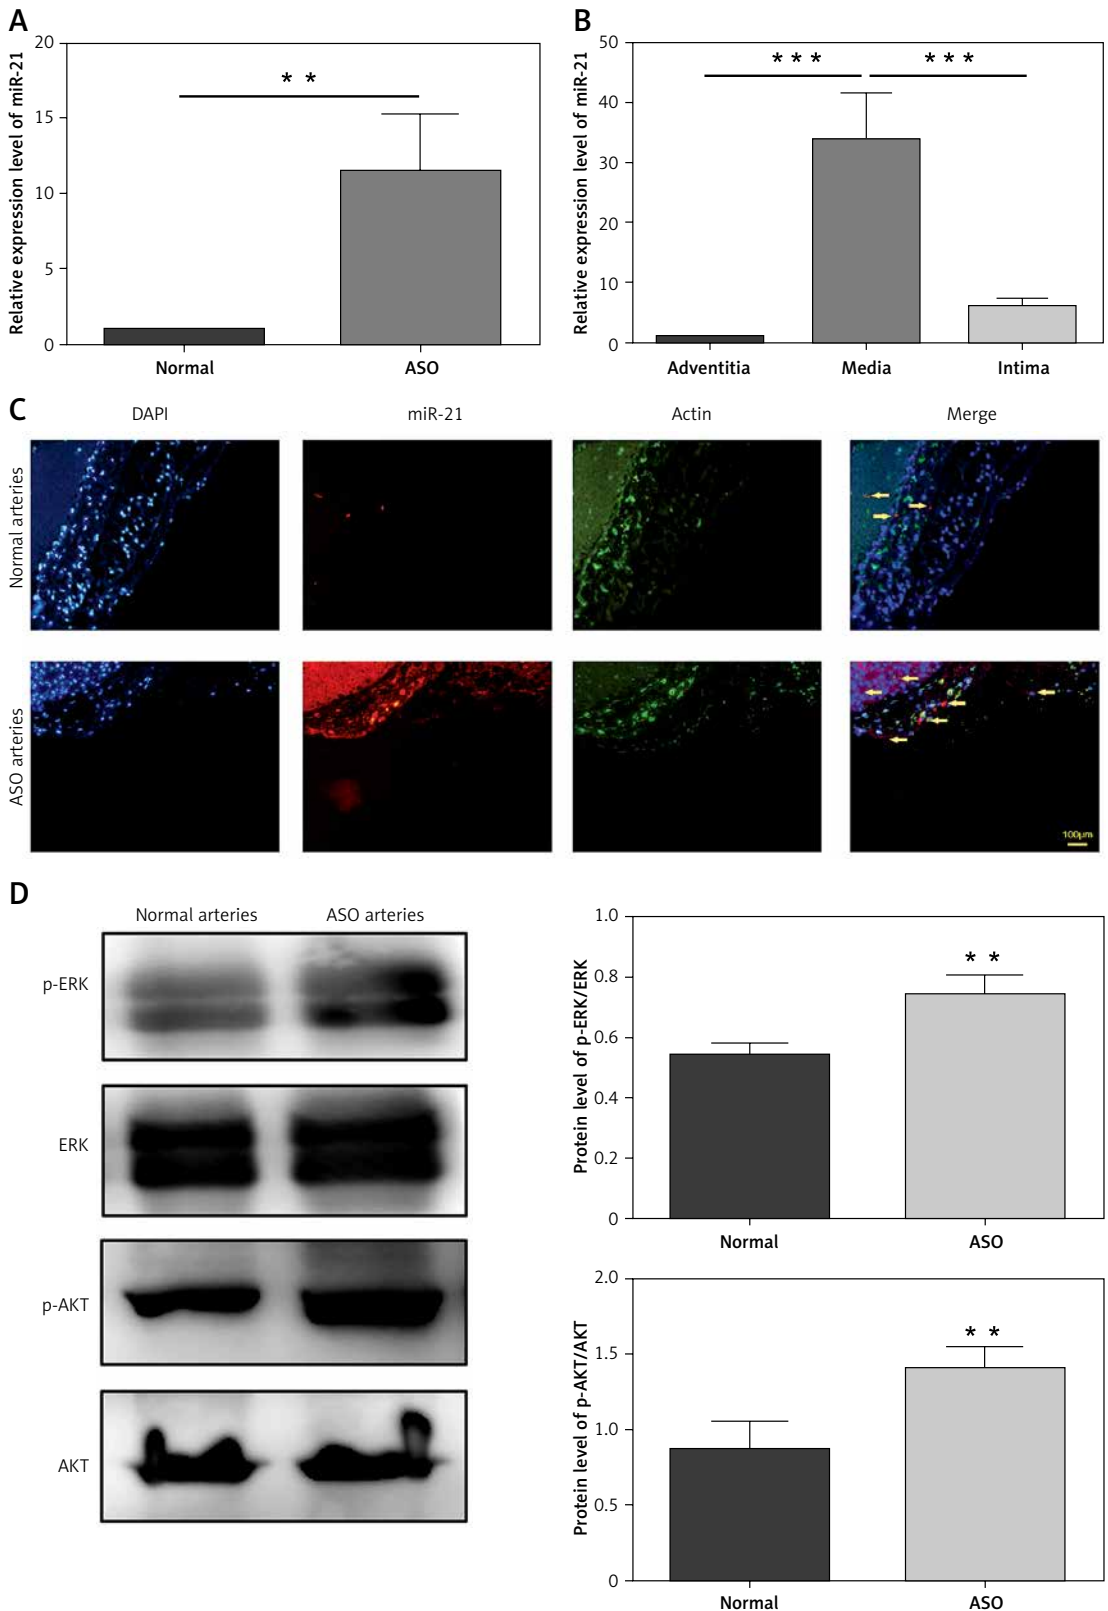 A
Relative expression level of miR-21
20
15
10
5
0
* *
Normal
ASO
B
Relative expression level of miR-21
50
40
30
20
10
0
* * *
* * *
Adventitia
Media
Intima
C
DAPI
miR-21
Actin
Merge
Normal arteries
ASO arteries
100µm
D
Normal arteries
ASO arteries
p-ERK
ERK
p-AKT
AKT
Protein level of p-ERK/ERK
1.0
0.8
0.6
0.4
0.2
0
* *
Normal
ASO
Protein level of p-AKT/AKT
2.0
1.5
1.0
0.5
0
* *
Normal
ASO